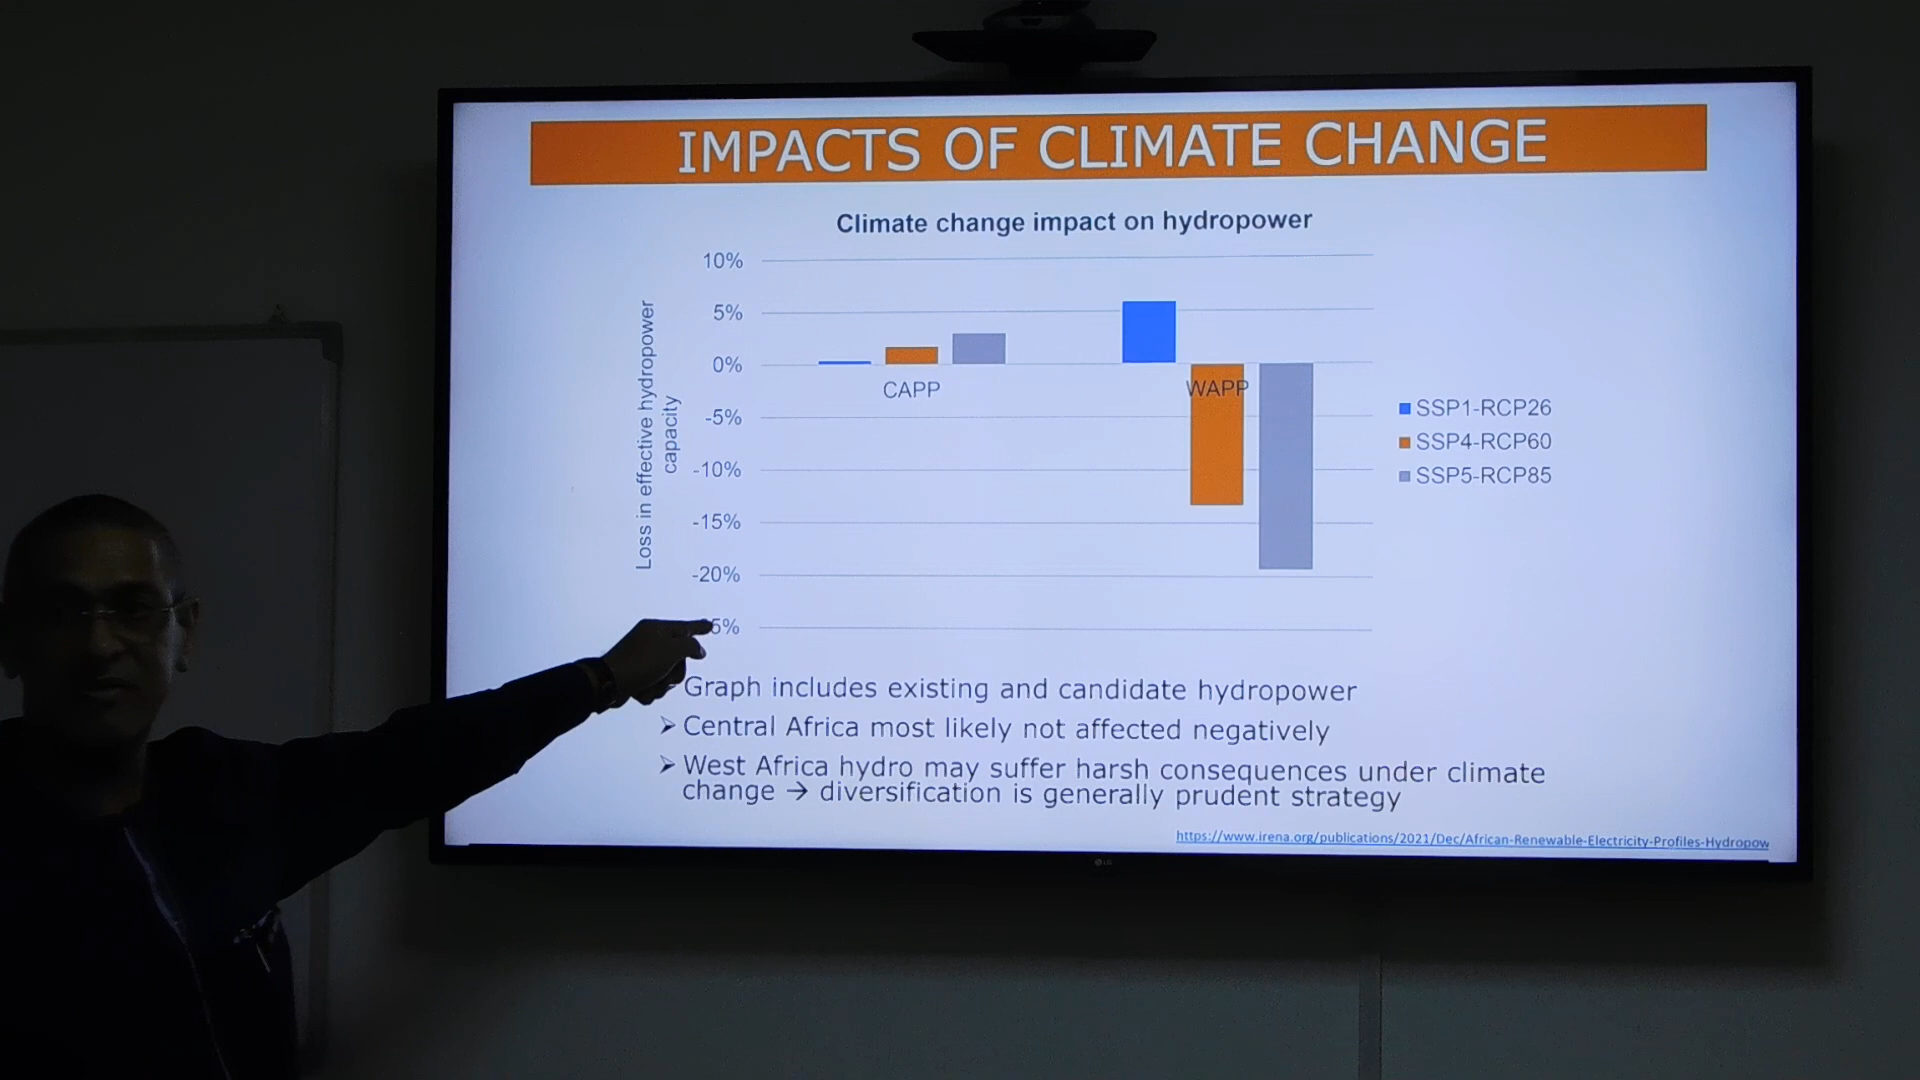 IMPACTS OF CLIMATE CHANGE
Climate change impact on hydropower
Loss in effective hydropower
capacity
10%
5%
0%
-5%
-10%
-15%
-20%
5%
CAPP
WAPP
SSP1-RCP26
SSP4-RCP60
SSP5-RCP85
Graph includes existing and candidate hydropower
➢ Central Africa most likely not affected negatively
➢ West Africa hydro may suffer harsh consequences under climate
change → diversification is generally prudent strategy
https://www.irena.org/publications/2021/Dec/African-Renewable-Electricity-Profiles-Hydropow
LG